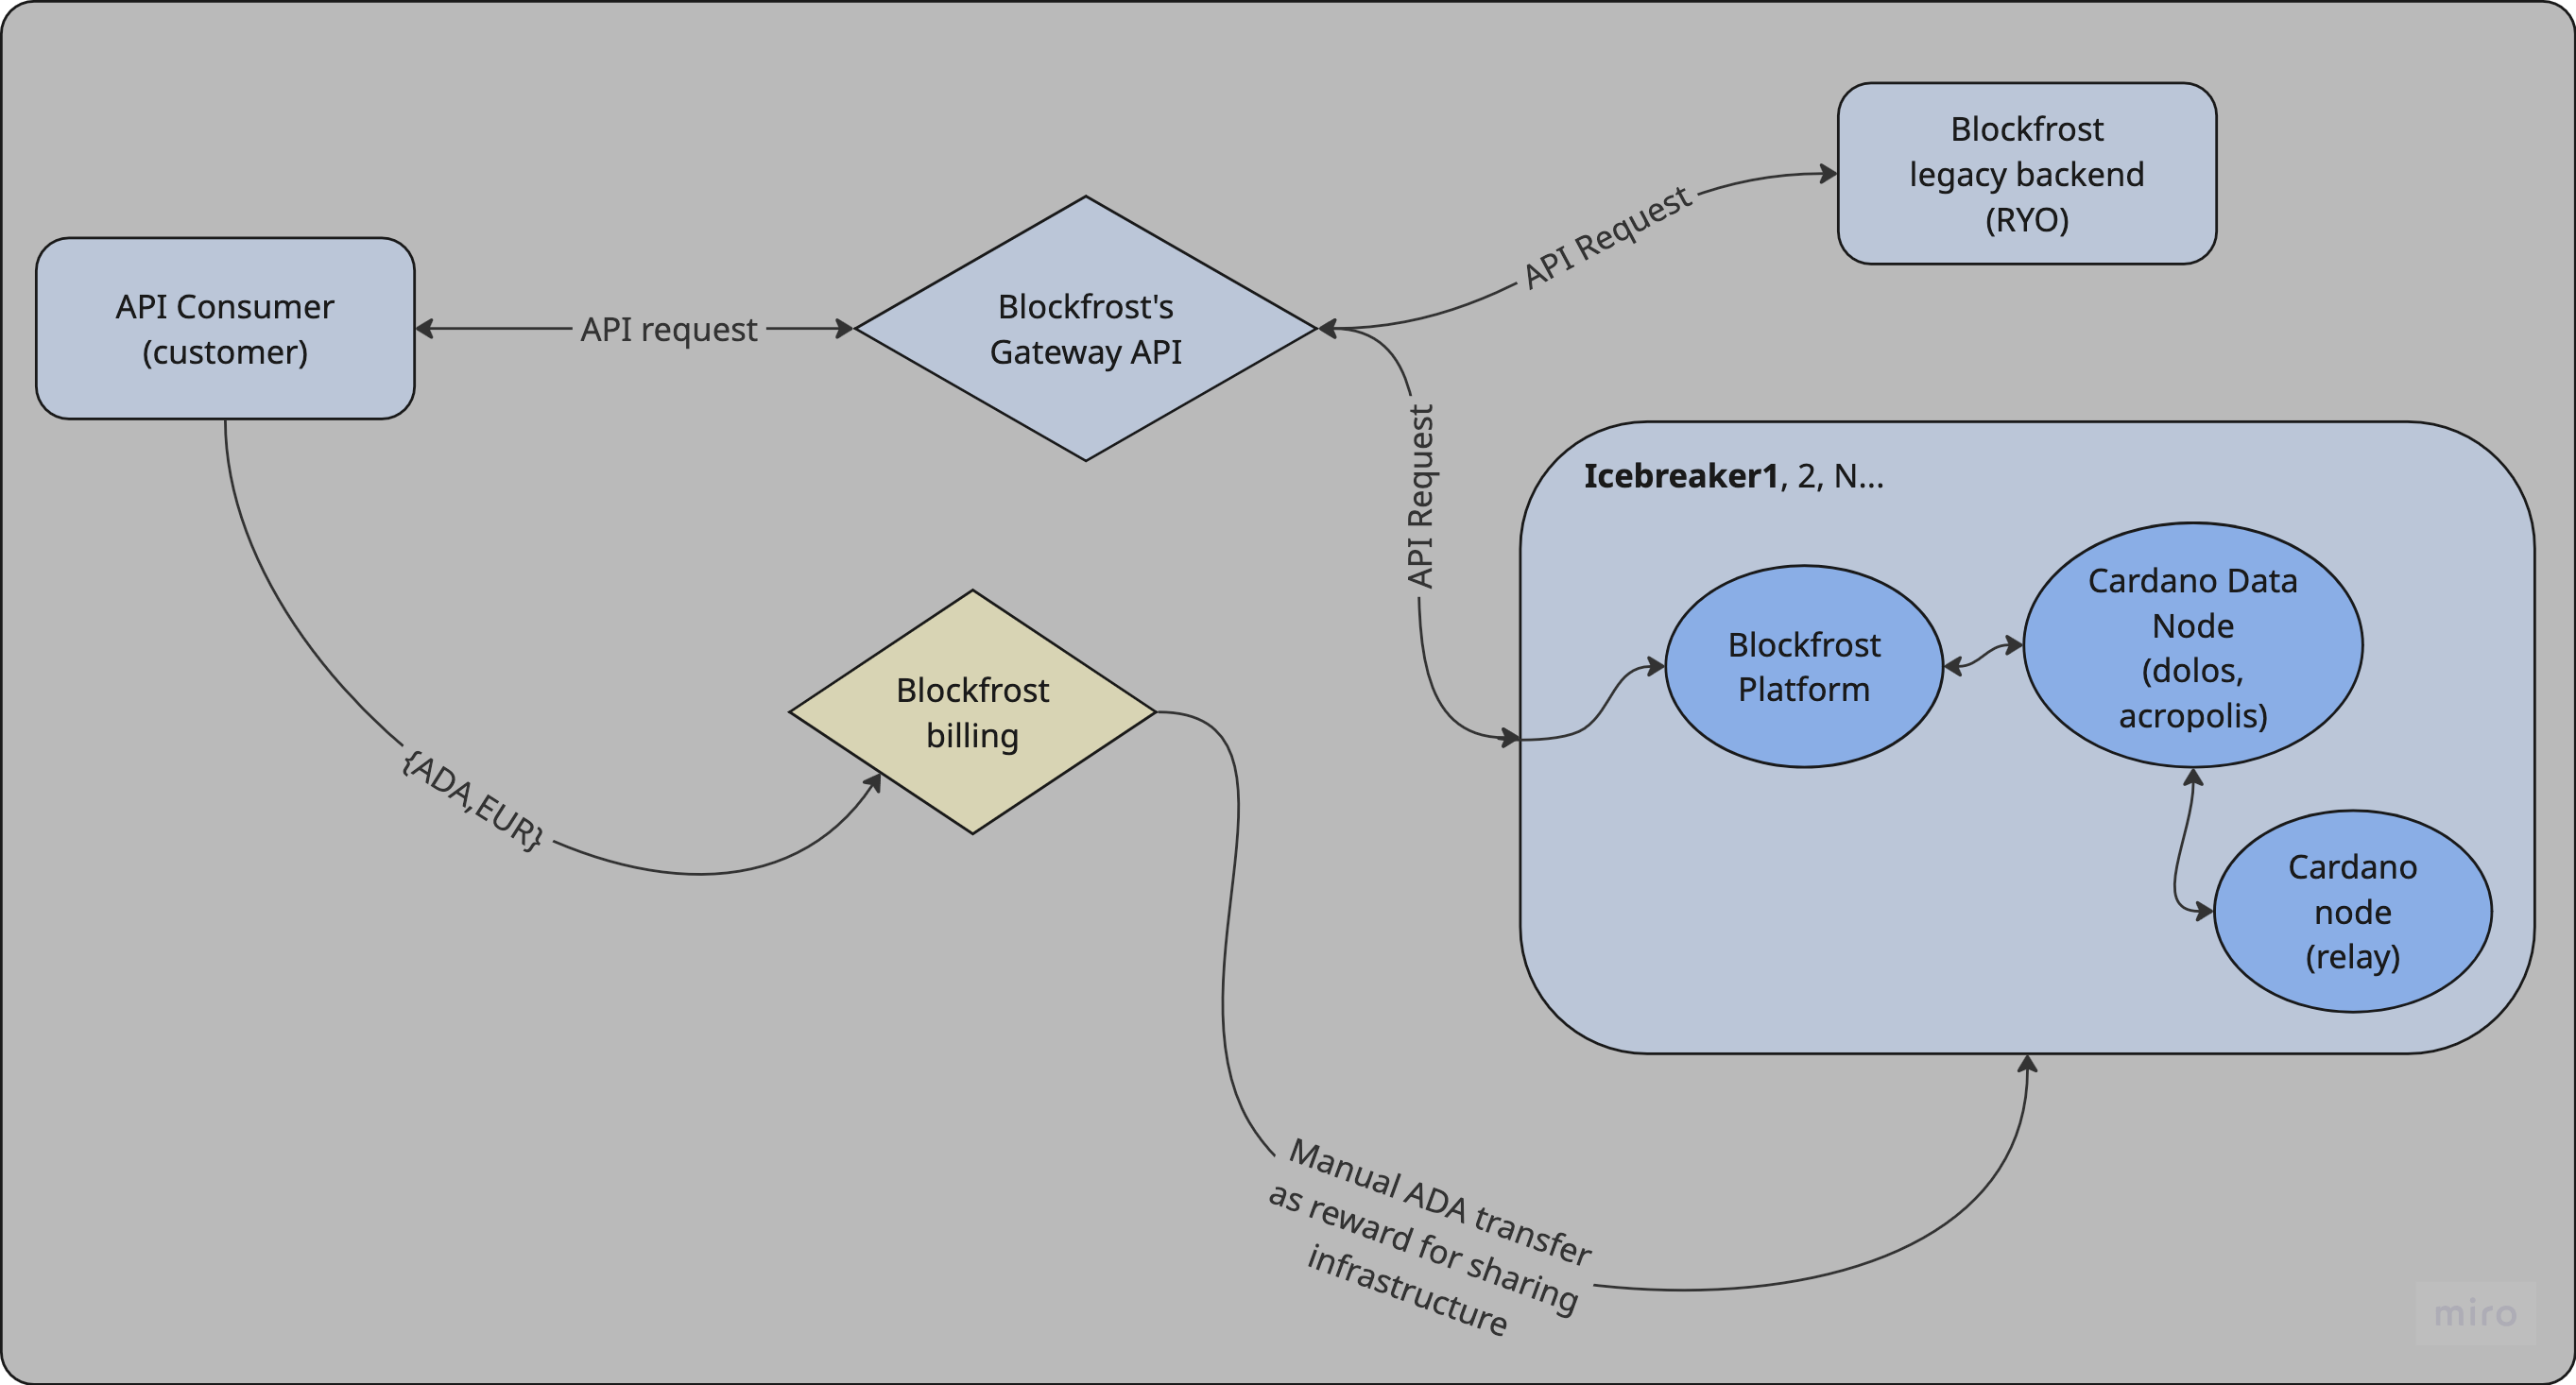 Blockfrost
legacy backend
(RYO)
API Request
API Consumer
(customer)
API request
Blockfrost's
Gateway API
API Request
Icebreaker1, 2, N...
Blockfrost
Platform
Cardano Data
Node
(dolos,
acropolis)
Cardano
node
(relay)
Blockfrost
billing
{ADA,EUR}
Manual ADA transfer
as reward for sharing
infrastructure
miro